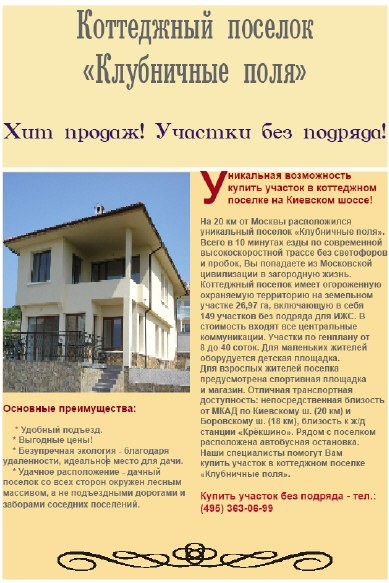 Коттеджный поселок
«Клубничные поля»
Хит продаж! Участки без подряда!
Уникальная возможность
купить участок в коттеджном
поселке на Киевском шоссе!
На 20 км от Москвы расположился
уникальный поселок «Клубничные поля».
Всего в 10 минутах езды по современной
высокоскоростной трассе без светофоров
и пробок, Вы попадаете из Московской
цивилизации в загородную жизнь.
Коттеджный поселок имеет огороженную
охраняемую территорию на земельном
участке 26,97 га, включающую в себя
149 участков без подряда для ИЖС. В
стоимость входят все центральные
коммуникации. Участки по генплану от
8 до 40 соток. Для маленьких жителей
оборудуется детская площадка.
Для взрослых жителей поселка
предусмотрена спортивная площадка
и магазин. Отличная транспортная
доступность: непосредственная близость
от МКАД по Киевскому ш. (20 км) и
Боровскому ш. (18 км), близость к ж/д
станции «Крёкшино». Рядом с поселком
расположена автобусная остановка.
Наши специалисты помогут Вам
купить участок в коттеджном поселке
«Клубничные поля».
Купить участок без подряда - тел.:
(495) 363-06-99
Основные преимущества:
* Удобный подъезд.
* Выгодные цены!
* Безупречная экология - благодаря
удаленности, идеальное место для дачи.
* Удачное расположение - дачный
поселок со всех сторон окружен лесным
массивом, а не подъездными дорогами и
заборами соседних поселений.